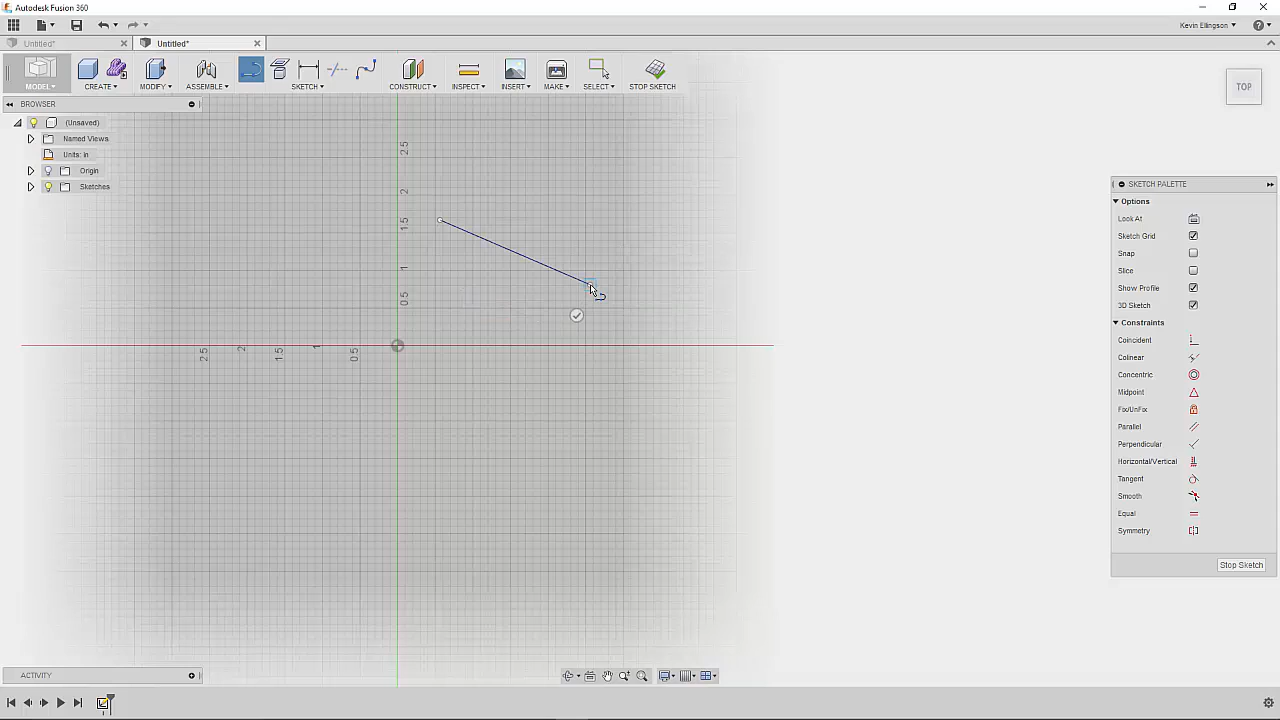 Autodesk Fusion 360
Kevin Ellingson
Untitled*
Untitled*
MODEL
CREATE
MODIFY
ASSEMBLE
SKETCH
CONSTRUCT
INSPECT
INSERT
MAKE
SELECT
STOP SKETCH
TOP
BROWSER
(Unsaved)
Named Views
Units: in
Origin
Sketches
2.5
2
1.5
1
0.5
2.5
2
1.5
1
0.5
SKETCH PALETTE
Options
Look At
Sketch Grid
Snap
Slice
Show Profile
3D Sketch
Constraints
Coincident
Colinear
Concentric
Midpoint
Fix/UnFix
Parallel
Perpendicular
Horizontal/Vertical
Tangent
Smooth
Equal
Symmetry
Stop Sketch
ACTIVITY